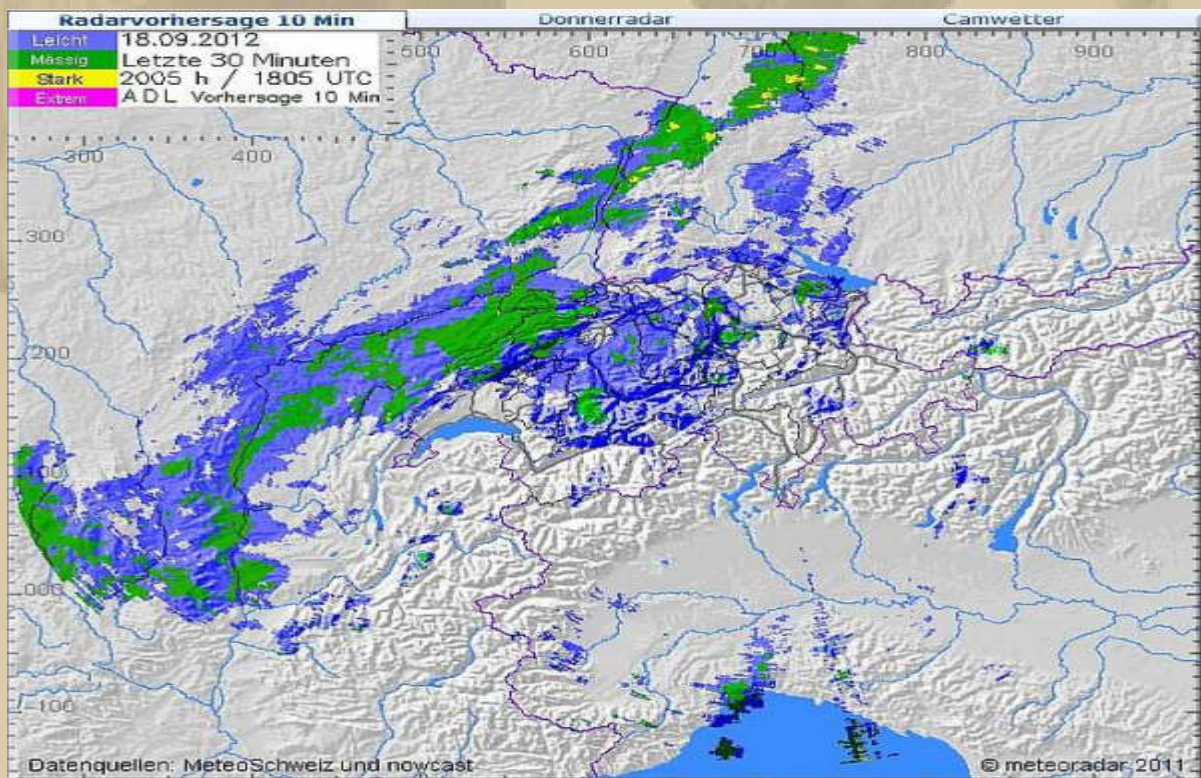 Radarvorhersage 10 Min Donnerradar Camwetter
Leicht 18.09.2012
Mässig Letzte 30 Minuten
Stark 2005 h / 1805 UTC
Extrem ADL Vorhersage 10 Min
500 600 700 800 900
300 400
300
200
100
000
-100
Datenquellen: MeteoSchweiz und nowcast © meteoradar 2011